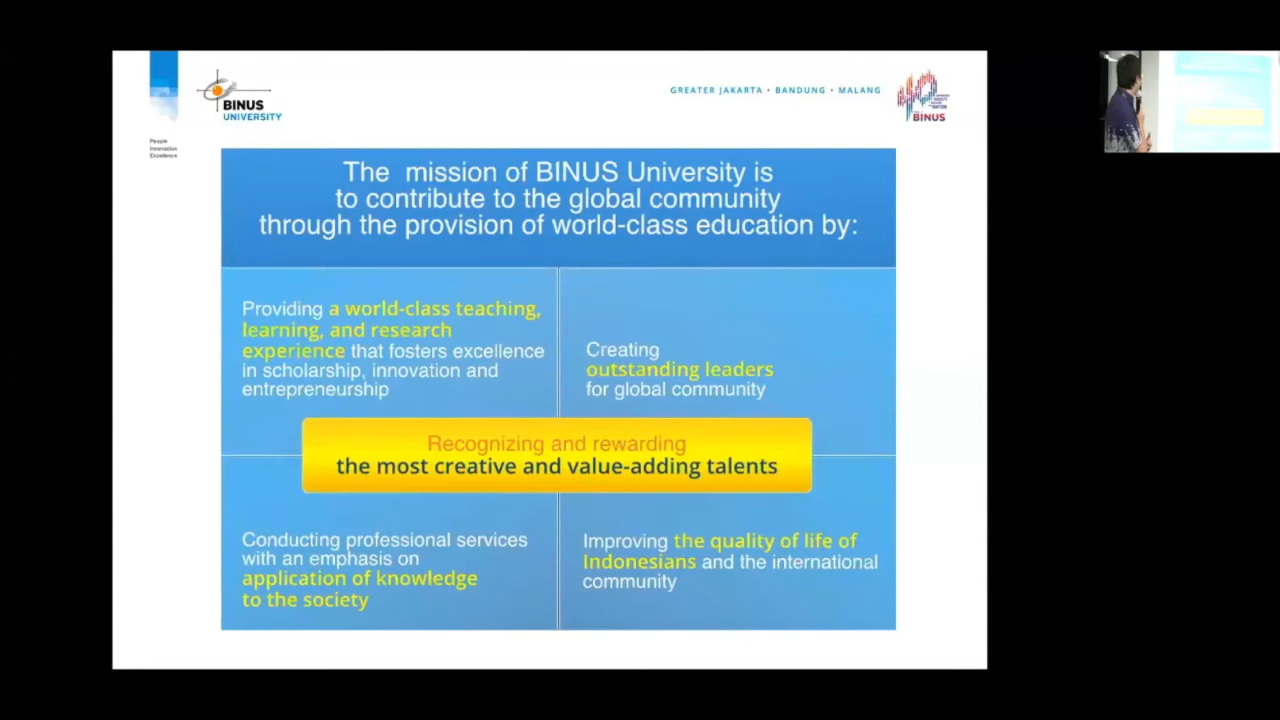 BINUS
UNIVERSITY
GREATER JAKARTA • BANDUNG • MALANG
BINUS
People
Innovation
Excellence
The mission of BINUS University is
to contribute to the global community
through the provision of world-class education by:
Providing a world-class teaching,
learning, and research
experience that fosters excellence
in scholarship, innovation and
entrepreneurship
Creating
outstanding leaders
for global community
Recognizing and rewarding
the most creative and value-adding talents
Conducting professional services
with an emphasis on
application of knowledge
to the society
Improving the quality of life of
Indonesians and the international
community